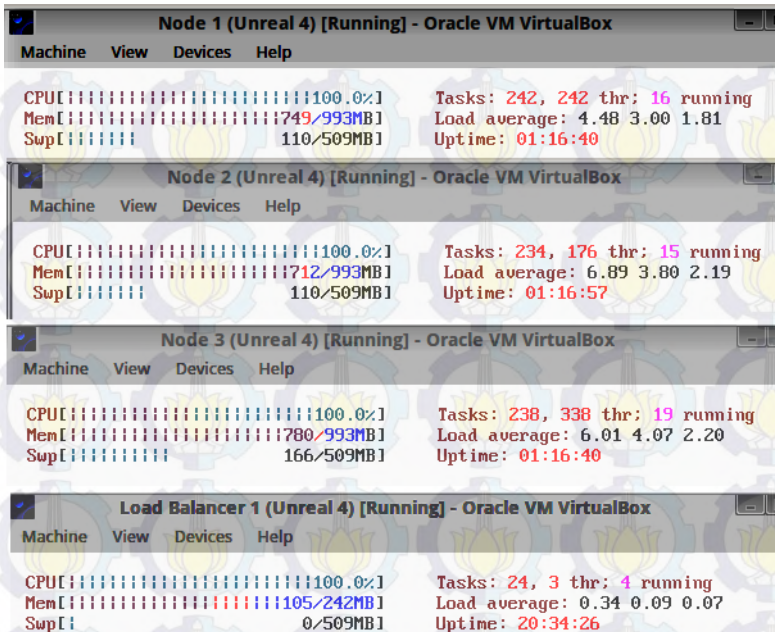 Node 1 (Unreal 4) [Running] - Oracle VM VirtualBox
Machine View Devices Help
CPU[||||||||||||||||||||||||100.0%] Tasks: 242, 242 thr; 16 running
Mem[|||||||||||||||||||||749/993MB] Load average: 4.48 3.00 1.81
Swp[||||||| 110/509MB] Uptime: 01:16:40
Node 2 (Unreal 4) [Running] - Oracle VM VirtualBox
Machine View Devices Help
CPU[||||||||||||||||||||||||100.0%] Tasks: 234, 176 thr; 15 running
Mem[|||||||||||||||||||||712/993MB] Load average: 6.89 3.80 2.19
Swp[||||||| 110/509MB] Uptime: 01:16:57
Node 3 (Unreal 4) [Running] - Oracle VM VirtualBox
Machine View Devices Help
CPU[||||||||||||||||||||||||100.0%] Tasks: 238, 338 thr; 19 running
Mem[|||||||||||||||||||||780/993MB] Load average: 6.01 4.07 2.20
Swp[|||||||||| 166/509MB] Uptime: 01:16:40
Load Balancer 1 (Unreal 4) [Running] - Oracle VM VirtualBox
Machine View Devices Help
CPU[||||||||||||||||||||||||100.0%] Tasks: 24, 3 thr; 4 running
Mem[|||||||||||||||||||||105/242MB] Load average: 0.34 0.09 0.07
Swp[| 0/509MB] Uptime: 20:34:26